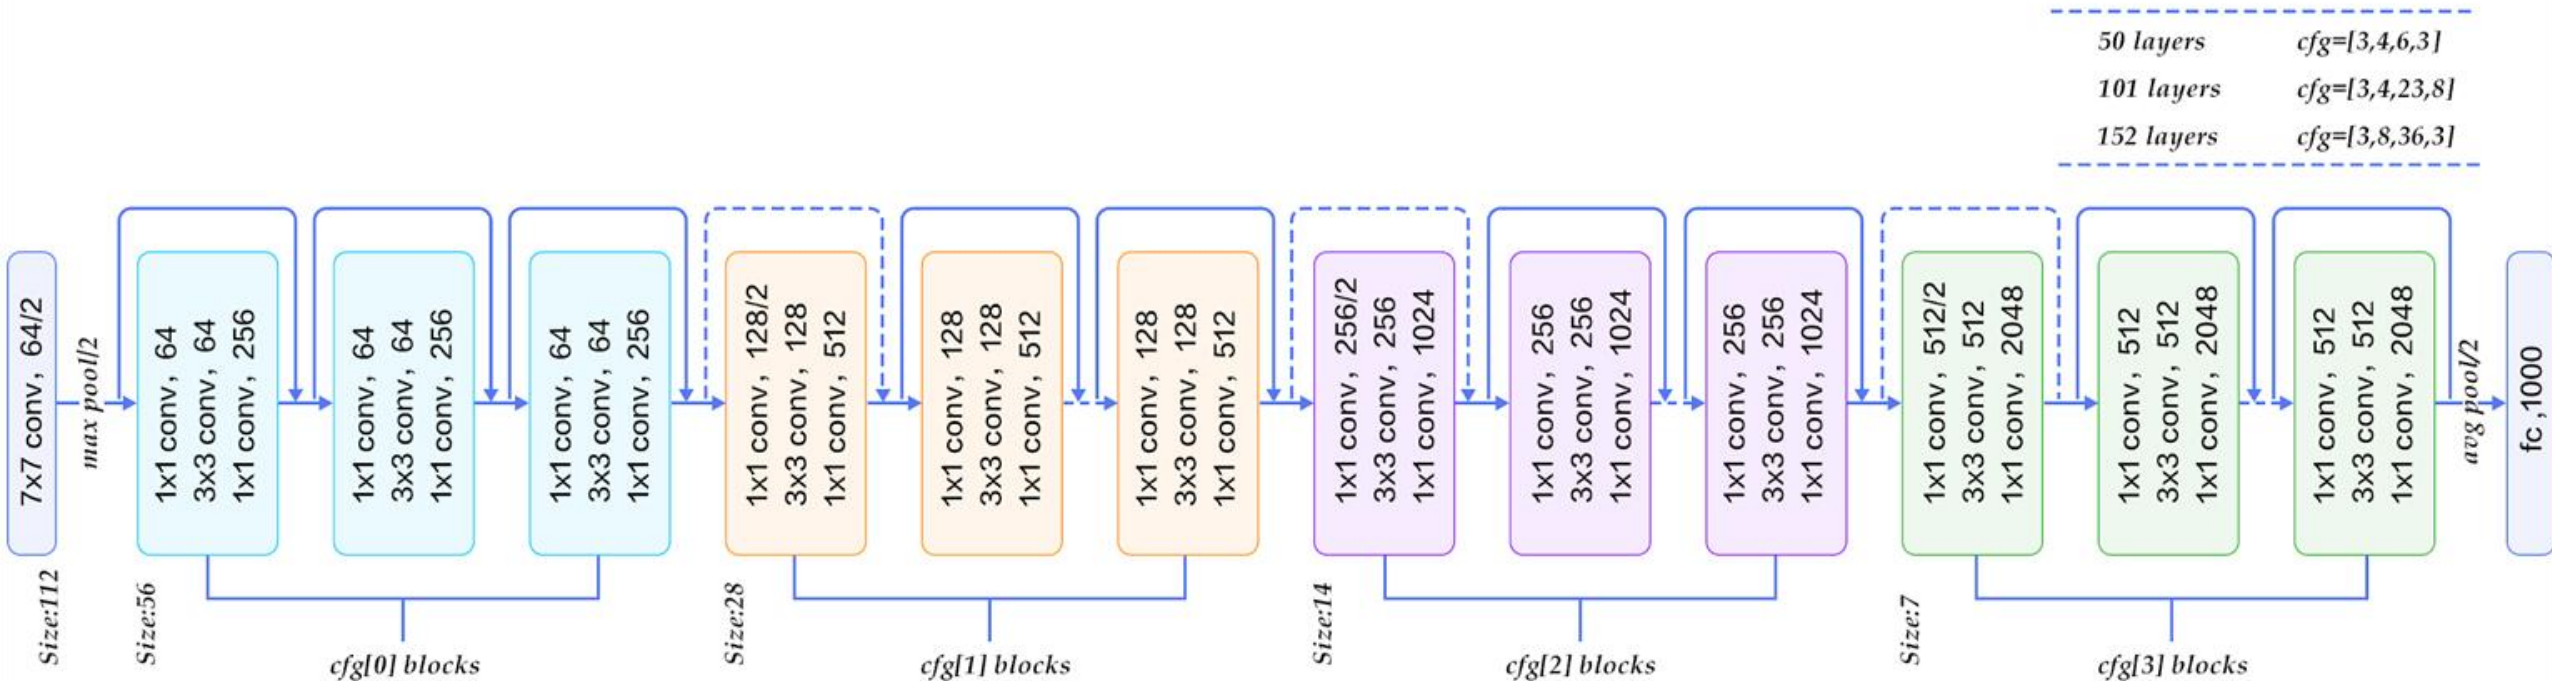 50 layers cfg=[3,4,6,3]
101 layers cfg=[3,4,23,8]
152 layers cfg=[3,8,36,3]
7x7 conv, 64/2
max pool/2
1x1 conv, 64
3x3 conv, 64
1x1 conv, 256
1x1 conv, 64
3x3 conv, 64
1x1 conv, 256
1x1 conv, 64
3x3 conv, 64
1x1 conv, 256
1x1 conv, 128/2
3x3 conv, 128
1x1 conv, 512
1x1 conv, 128
3x3 conv, 128
1x1 conv, 512
1x1 conv, 128
3x3 conv, 128
1x1 conv, 512
1x1 conv, 256/2
3x3 conv, 256
1x1 conv, 1024
1x1 conv, 256
3x3 conv, 256
1x1 conv, 1024
1x1 conv, 256
3x3 conv, 256
1x1 conv, 1024
1x1 conv, 512/2
3x3 conv, 512
1x1 conv, 2048
1x1 conv, 512
3x3 conv, 512
1x1 conv, 2048
1x1 conv, 512
3x3 conv, 512
1x1 conv, 2048
avg pool/2
fc ,1000
Size:112
Size:56
cfg[0] blocks
Size:28
cfg[1] blocks
Size:14
cfg[2] blocks
Size:7
cfg[3] blocks